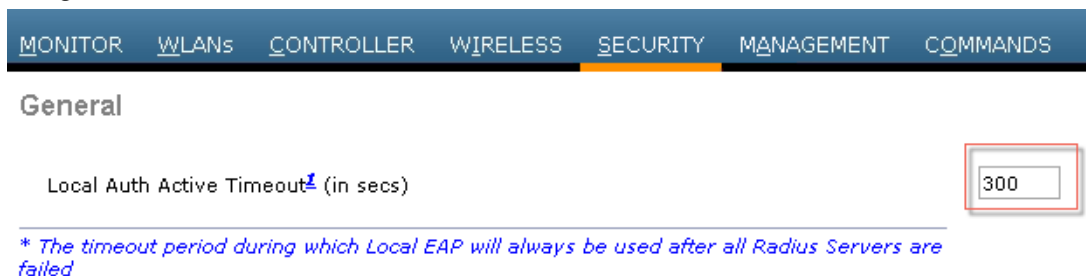 MONITOR WLANs CONTROLLER WIRELESS SECURITY MANAGEMENT COMMANDS
General
Local Auth Active Timeout1 (in secs) 300
* The timeout period during which Local EAP will always be used after all Radius Servers are
failed